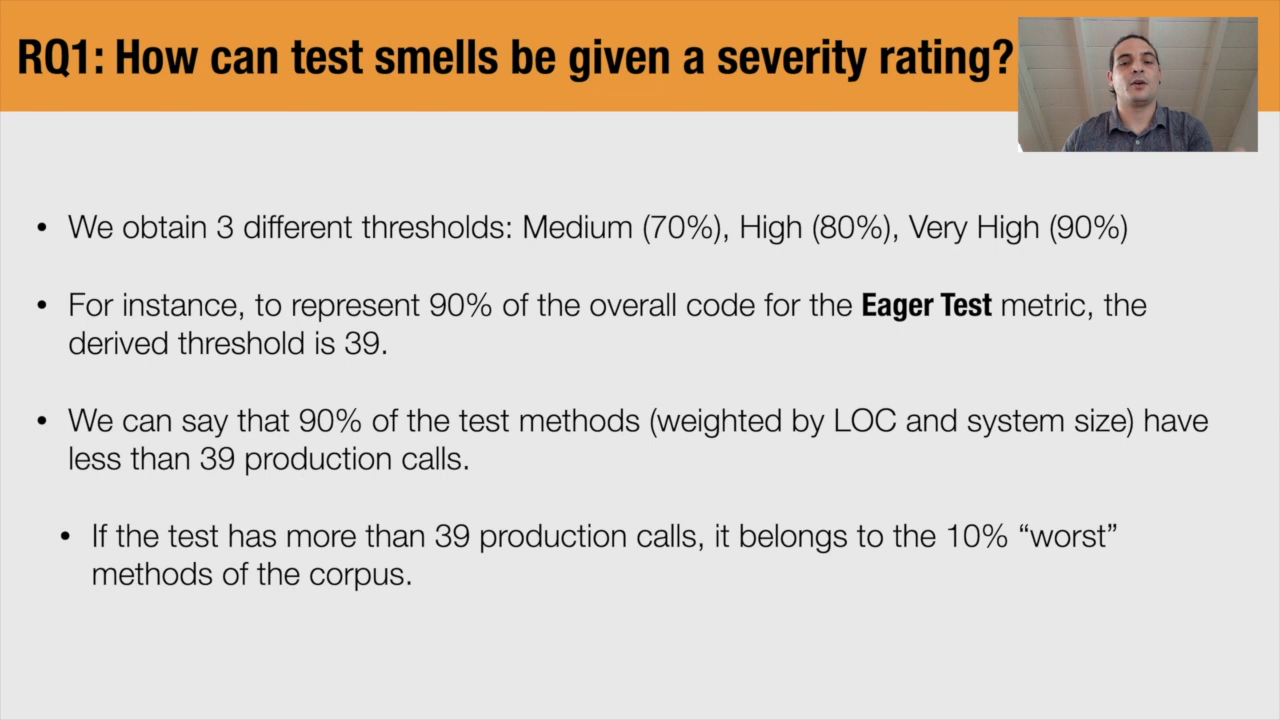 RQ1: How can test smells be given a severity rating?
• We obtain 3 different thresholds: Medium (70%), High (80%), Very High (90%)
• For instance, to represent 90% of the overall code for the Eager Test metric, the
derived threshold is 39.
• We can say that 90% of the test methods (weighted by LOC and system size) have
less than 39 production calls.
• If the test has more than 39 production calls, it belongs to the 10% “worst”
methods of the corpus.